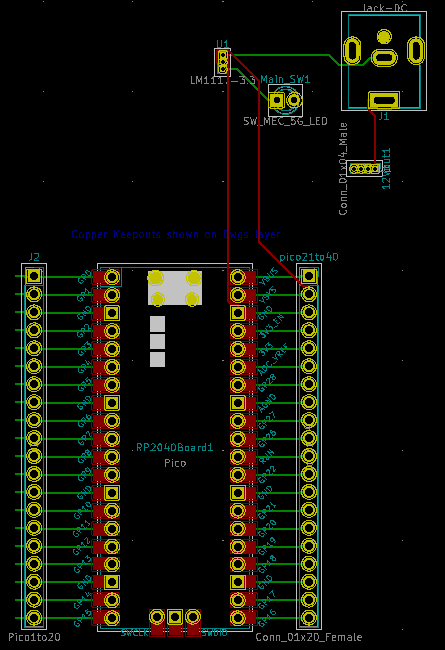 Jack-DC
U1
LM1117-3.3
Main_SW1
SW_MEC_5G_LED
J1
Conn_01x04_Male
Copper Keepouts shown on Dwgs layer
J2
pico21to40
GP0
GP1
GND
GP2
GP3
GP4
GP5
GND
GP6
GP7
GP8
GP9
GND
GP10
GP11
GP12
GP13
GND
GP14
GP15
VBUS
VSYS
GND
3V3_EN
3V3
ADC_VREF
GP28
AGND
GP27
GP26
RUN
GP22
GND
GP21
GP20
GP19
GP18
GND
GP17
GP16
RP2040Board1
Pico
SWCLK
SWDIO
Pico1to20
Conn_01x20_Female